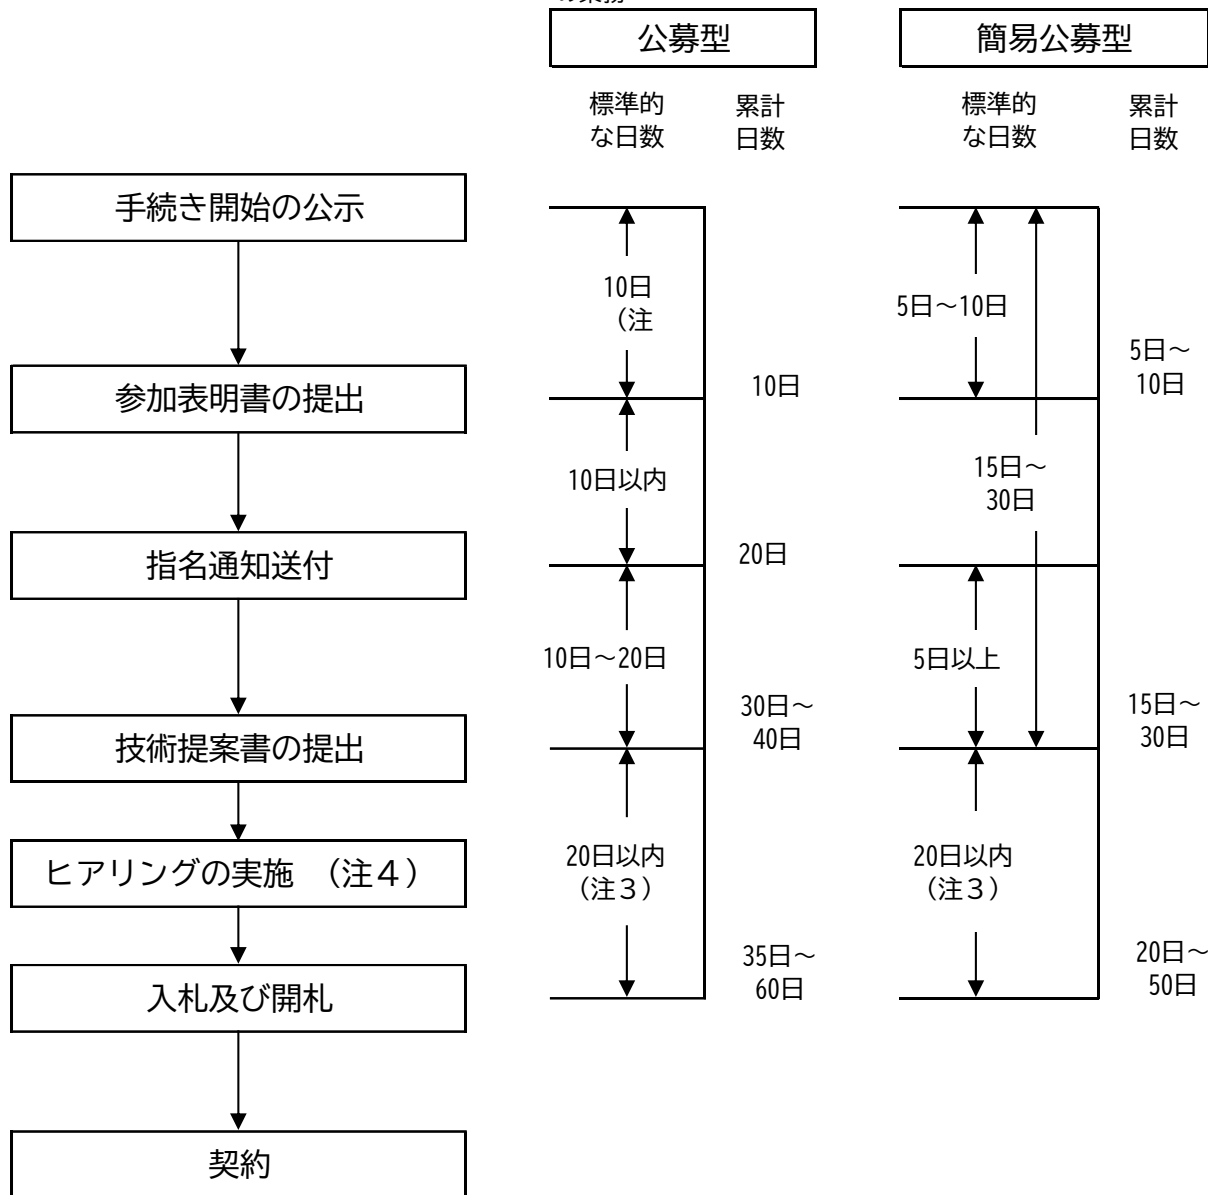 公募型
簡易公募型
標準的
な日数
累計
日数
標準的
な日数
累計
日数
手続き開始の公示
10日
（注
5日～10日
5日～
10日
10日
参加表明書の提出
10日以内
15日～
30日
20日
指名通知送付
10日～20日
5日以上
30日～
40日
15日～
30日
技術提案書の提出
20日以内
（注３）
20日以内
（注３）
ヒアリングの実施　（注４）
35日～
60日
20日～
50日
入札及び開札
契約